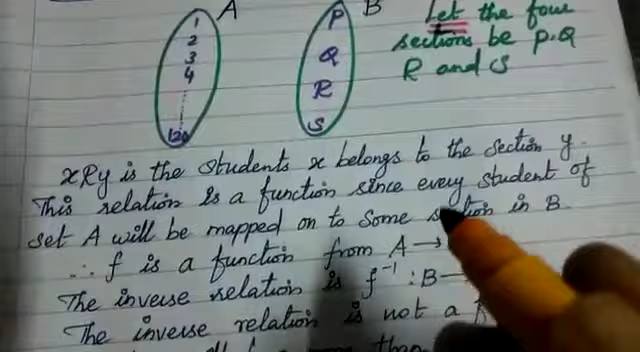 A
B
1
2
3
4
120
P
Q
R
S
Let the four
sections be P.Q
R and S
xRy is the students x belongs to the section y.
This relation is a function since every student of
set A will be mapped on to some section in B.
∴ f is a function from A →
The inverse relation is f⁻¹ : B
The inverse relation is not a
than